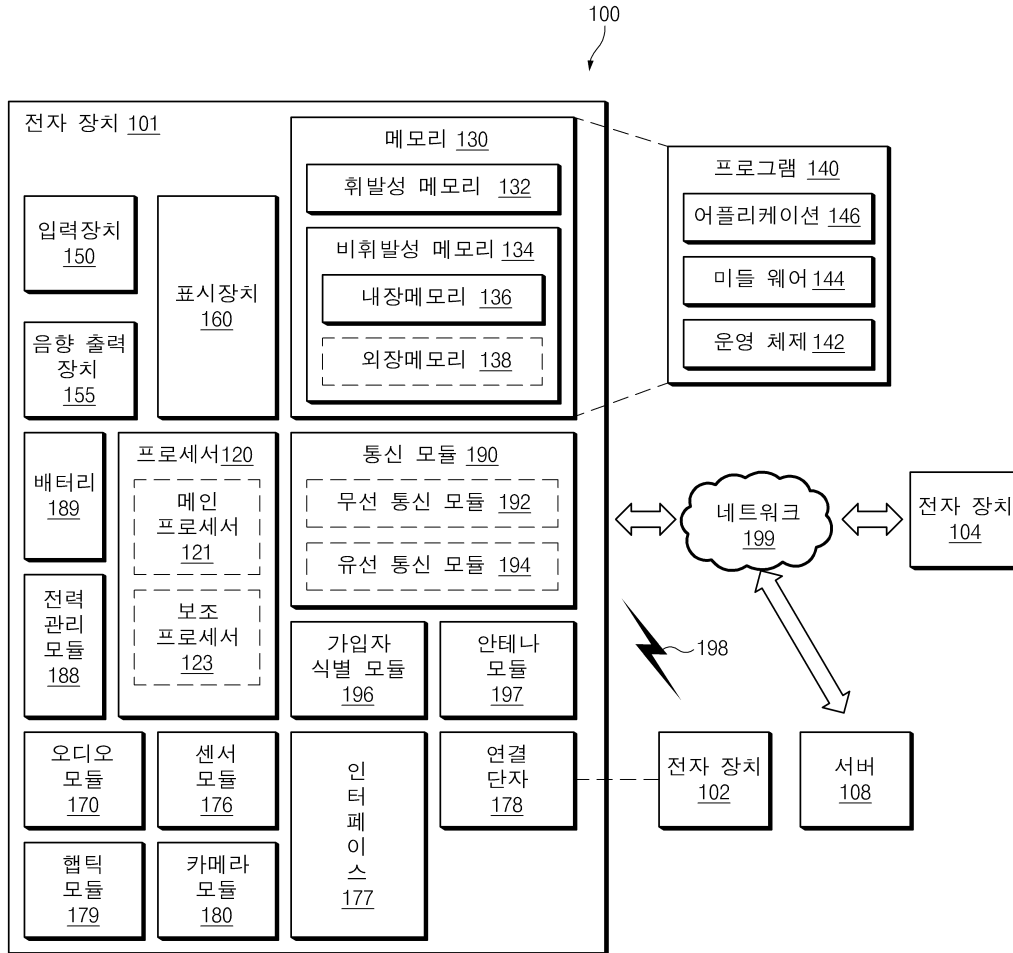 100
전자 장치 101
메모리 130
휘발성 메모리 132
비휘발성 메모리 134
내장메모리 136
외장메모리 138
프로그램 140
어플리케이션 146
미들 웨어 144
운영 체제 142
입력장치
150
표시장치
160
음향 출력
장치
155
배터리
189
프로세서 120
메인
프로세서
121
보조
프로세서
123
통신 모듈 190
무선 통신 모듈 192
유선 통신 모듈 194
네트워크
199
전자 장치
104
전력
관리
모듈
188
가입자
식별 모듈
196
안테나
모듈
197
198
오디오
모듈
170
센서
모듈
176
인
터
페
이
스
177
연결
단자
178
전자 장치
102
서버
108
햅틱
모듈
179
카메라
모듈
180